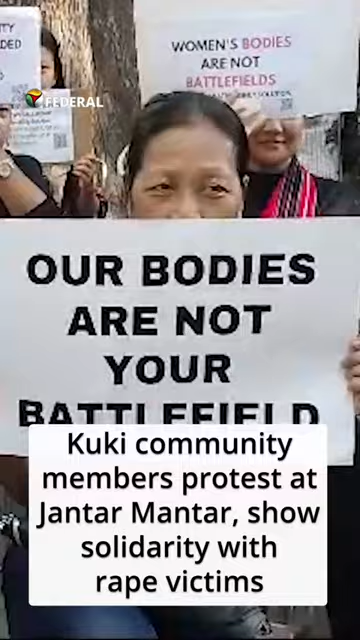 FEDERAL
WOMEN'S BODIES
ARE NOT
BATTLEFIELDS
OUR BODIES
ARE NOT
YOUR
BATTLEFIELD
Kuki community
members protest at
Jantar Mantar, show
solidarity with
rape victims